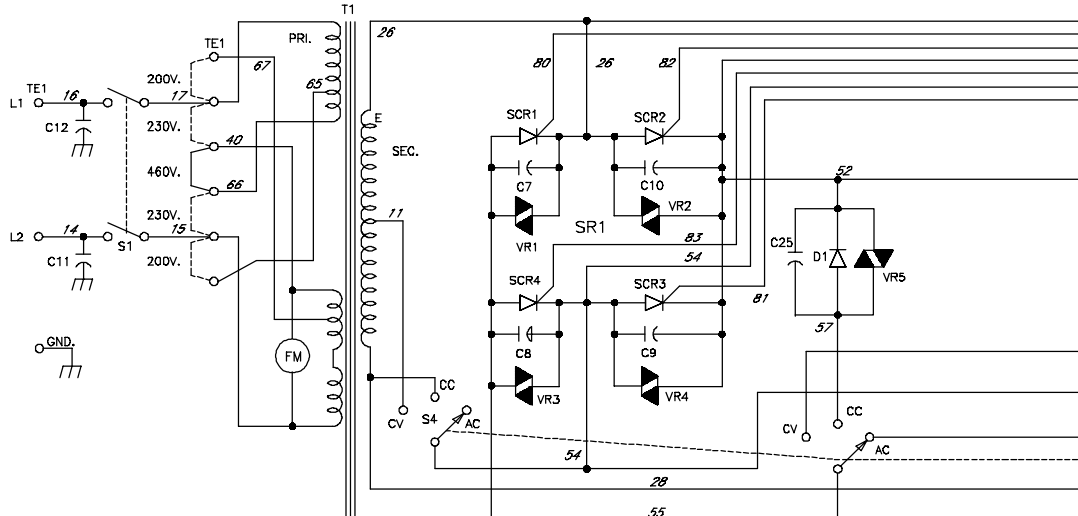 T1
26
PRI.
TE1
67
200V.
65
80
26
82
TE1
L1
16
17
C12
230V.
E
SCR1
SCR2
40
SEC.
460V.
66
C7
C10
52
VR2
11
SR1
VR1
230V.
L2
14
S1
15
83
C25
D1
VR5
C11
200V.
54
SCR4
SCR3
81
57
GND.
FM
C8
C9
CC
VR3
VR4
CV
S4
AC
CC
CV
AC
54
28
55